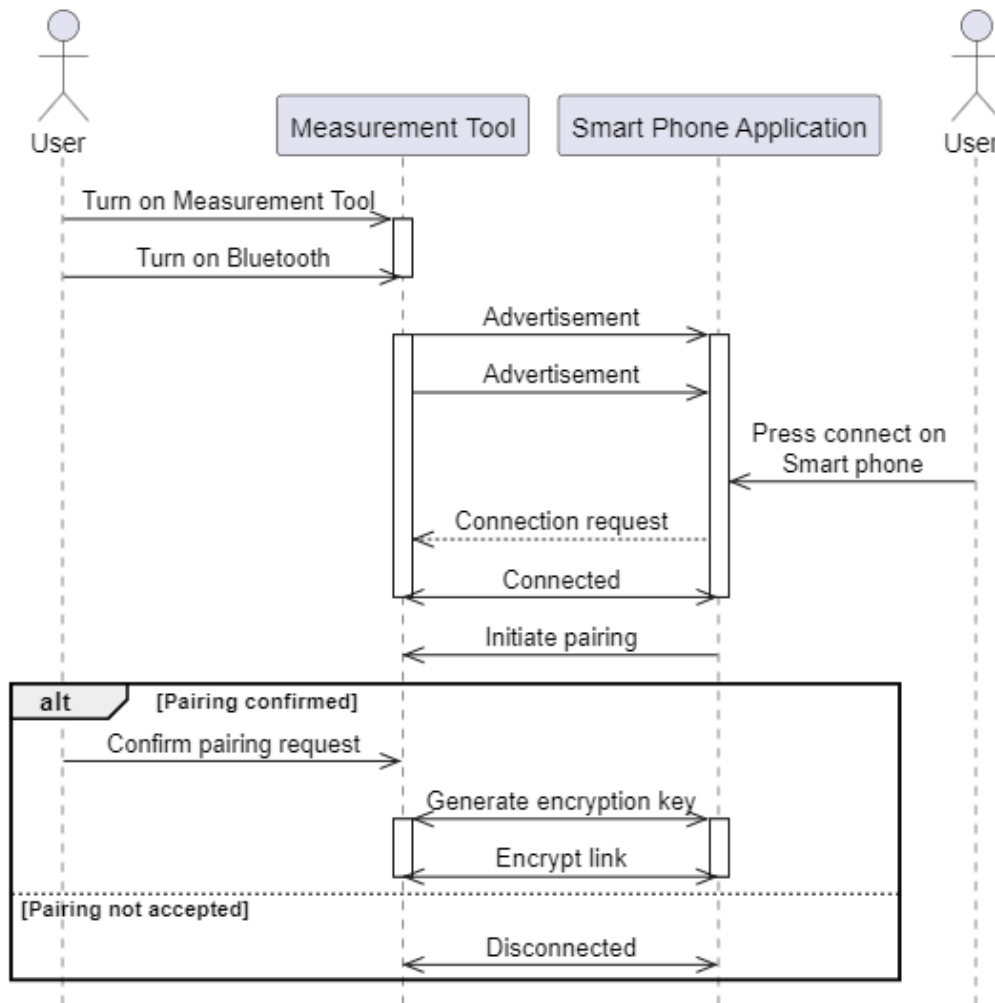 User
Measurement Tool
Smart Phone Application
User
Turn on Measurement Tool
Turn on Bluetooth
Advertisement
Advertisement
Press connect on
Smart phone
Connection request
Connected
Initiate pairing
alt
[Pairing confirmed]
Confirm pairing request
Generate encryption key
Encrypt link
[Pairing not accepted]
Disconnected